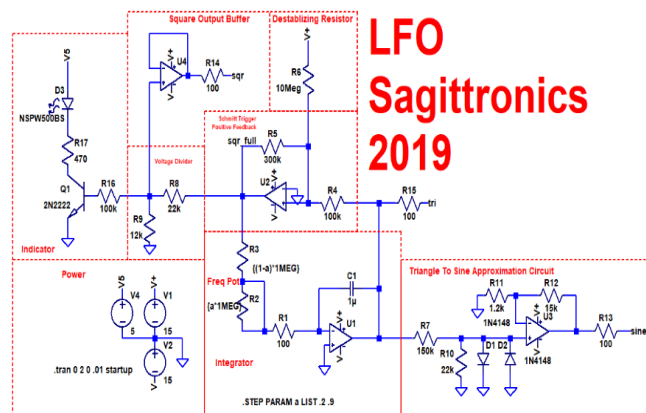 Square Output Buffer
Destablizing Resistor
LFO
Sagittronics
2019
V5
V+
V+
D3
NSPW500BS
U4
R14
100
sqr
V-
R6
10Meg
Schmitt Trigger
Positive Feedback
R17
470
sqr_full
R5
300k
Voltage Divider
Q1
2N2222
R16
100k
R8
22k
U2
V+
V-
R4
100k
R15
100
tri
R9
12k
Indicator
Power
R3
{(1-a)*1MEG}
Freq Pot
R2
{a*1MEG}
C1
1µ
Triangle To Sine Approximation Circuit
R11
1.2k
R12
15k
1N4148
U3
V5
V+
V4
5
V1
15
V2
15
V-
R1
100
U1
V+
V-
R7
150k
R10
22k
D1
D2
1N4148
V+
V-
R13
100
sine
Integrator
.tran 0 2 0 .01 startup
.STEP PARAM a LIST .2 .9